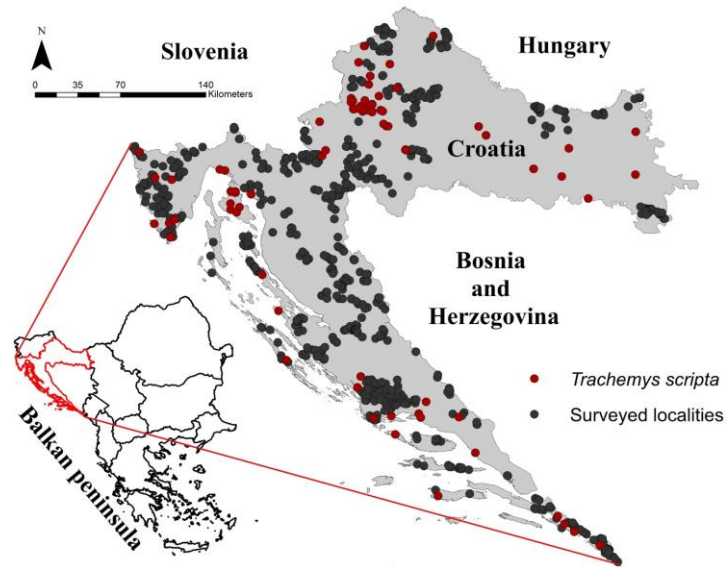 N
Slovenia
Hungary
0 35 70 140
Kilometers
Croatia
Bosnia
and
Herzegovina
Trachemys scripta
Surveyed localities
Balkan peninsula